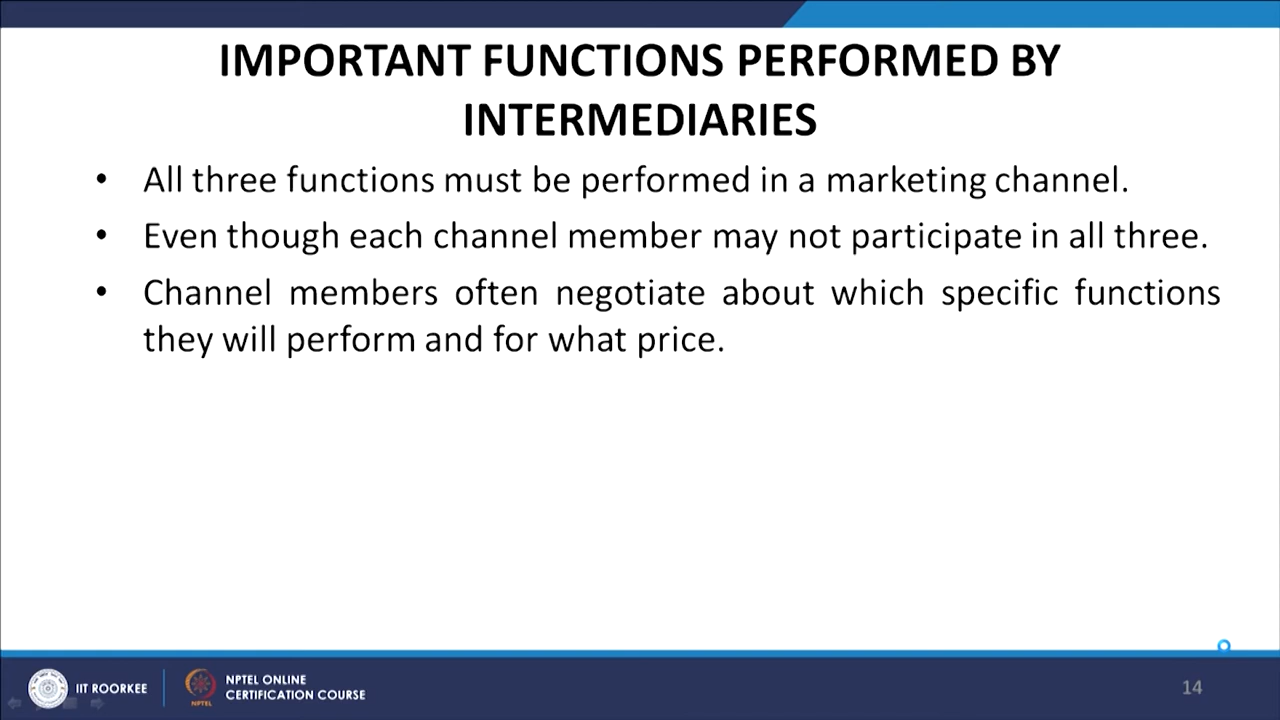 IMPORTANT FUNCTIONS PERFORMED BY
INTERMEDIARIES
• All three functions must be performed in a marketing channel.
• Even though each channel member may not participate in all three.
• Channel members often negotiate about which specific functions
they will perform and for what price.
IIT ROORKEE
NPTEL
NPTEL ONLINE
CERTIFICATION COURSE
14